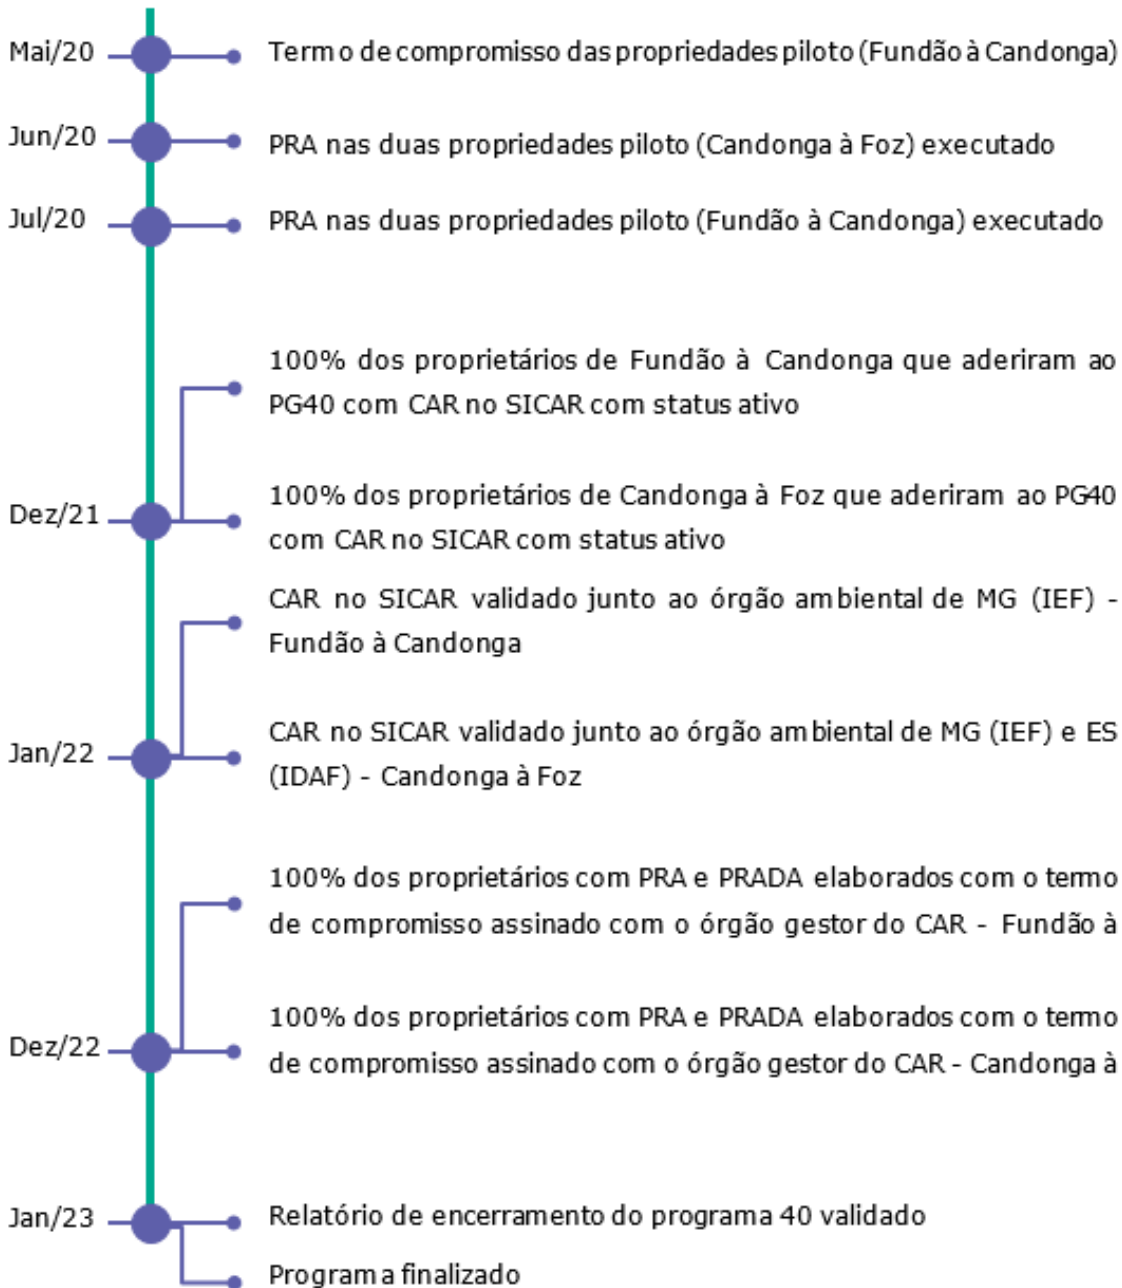 Mai/20
Termo de compromisso das propriedades piloto (Fundão à Candonga)
Jun/20
PRA nas duas propriedades piloto (Candonga à Foz) executado
Jul/20
PRA nas duas propriedades piloto (Fundão à Candonga) executado
100% dos proprietários de Fundão à Candonga que aderiram ao
PG40 com CAR no SICAR com status ativo
Dez/21
100% dos proprietários de Candonga à Foz que aderiram ao PG40
com CAR no SICAR com status ativo
CAR no SICAR validado junto ao órgão ambiental de MG (IEF) -
Fundão à Candonga
Jan/22
CAR no SICAR validado junto ao órgão ambiental de MG (IEF) e ES
(IDAF) - Candonga à Foz
100% dos proprietários com PRA e PRADA elaborados com o termo
de compromisso assinado com o órgão gestor do CAR - Fundão à
Dez/22
100% dos proprietários com PRA e PRADA elaborados com o termo
de compromisso assinado com o órgão gestor do CAR - Candonga à
Jan/23
Relatório de encerramento do programa 40 validado
Programa finalizado